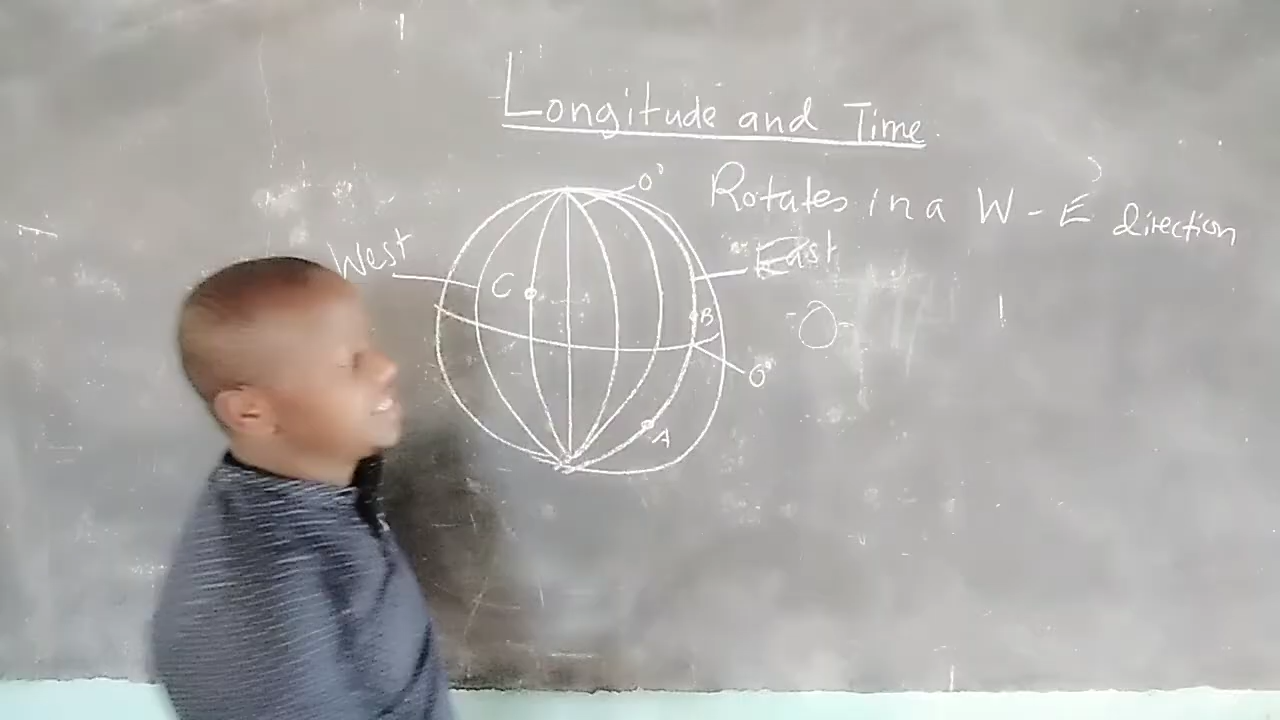 Longitude and Time.
0°
Rotates in a W - E direction
West
East
C
B
0°
A